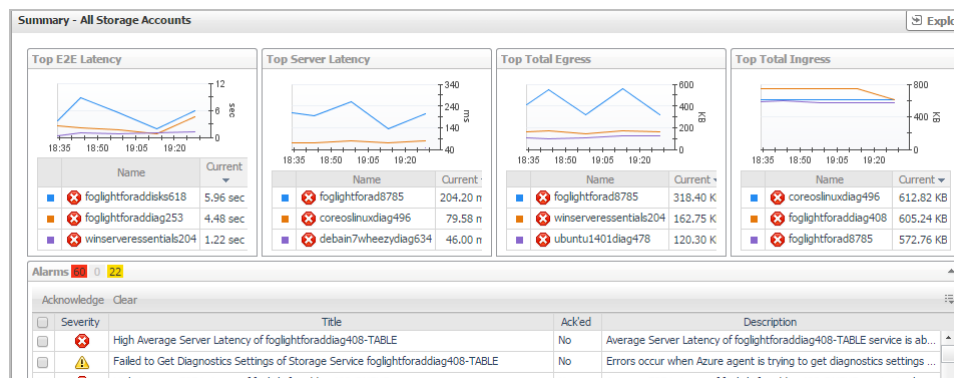 Summary - All Storage Accounts
Explo
Top E2E Latency
12
6
0
sec
18:35 18:50 19:05 19:20
Name Current
foglightforaddisks618 5.96 sec
foglightforaddiag253 4.48 sec
winserveressentials204 1.22 sec
Top Server Latency
340
240
140
40
ms
18:35 18:50 19:05 19:20
Name Current
foglightforad8785 204.20 m
coreoslinuxdiag496 79.58 m
debain7wheezydiag634 46.00 m
Top Total Egress
600
400
200
0
KB
18:35 18:50 19:05 19:20
Name Current
foglightforad8785 318.40 K
winserveressentials204 162.75 K
ubuntu1401diag478 120.30 K
Top Total Ingress
800
400
0
KB
18:35 18:50 19:05 19:20
Name Current
coreoslinuxdiag496 612.82 KB
foglightforaddiag408 605.24 KB
foglightforad8785 572.76 KB
Alarms 60 0 22
Acknowledge Clear
Severity Title Ack'ed Description
High Average Server Latency of foglightforaddiag408-TABLE No Average Server Latency of foglightforaddiag408-TABLE service is ab...
Failed to Get Diagnostics Settings of Storage Service foglightforaddiag408-TABLE No Errors occur when Azure agent is trying to get diagnostics settings ...